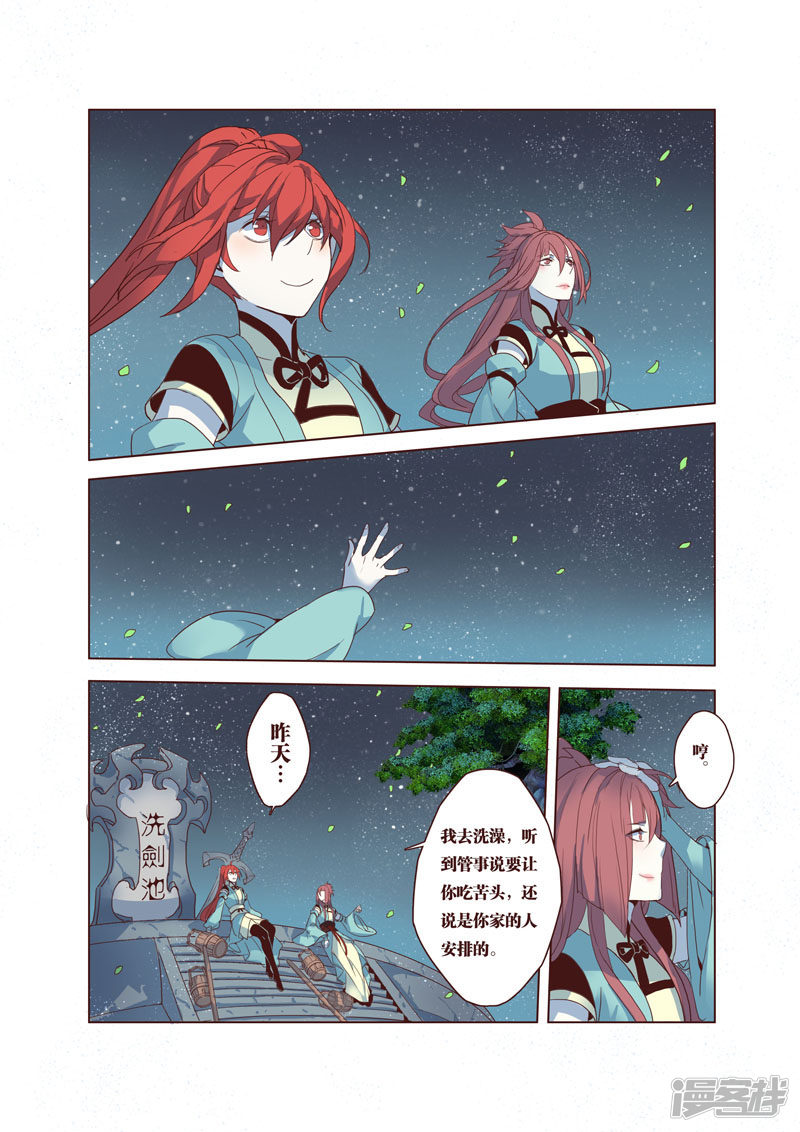 昨天…
洗劍池
我去洗澡，听
到管事说要让
你吃苦头，还
说是你家的人
安排的。
哼。
漫客栈